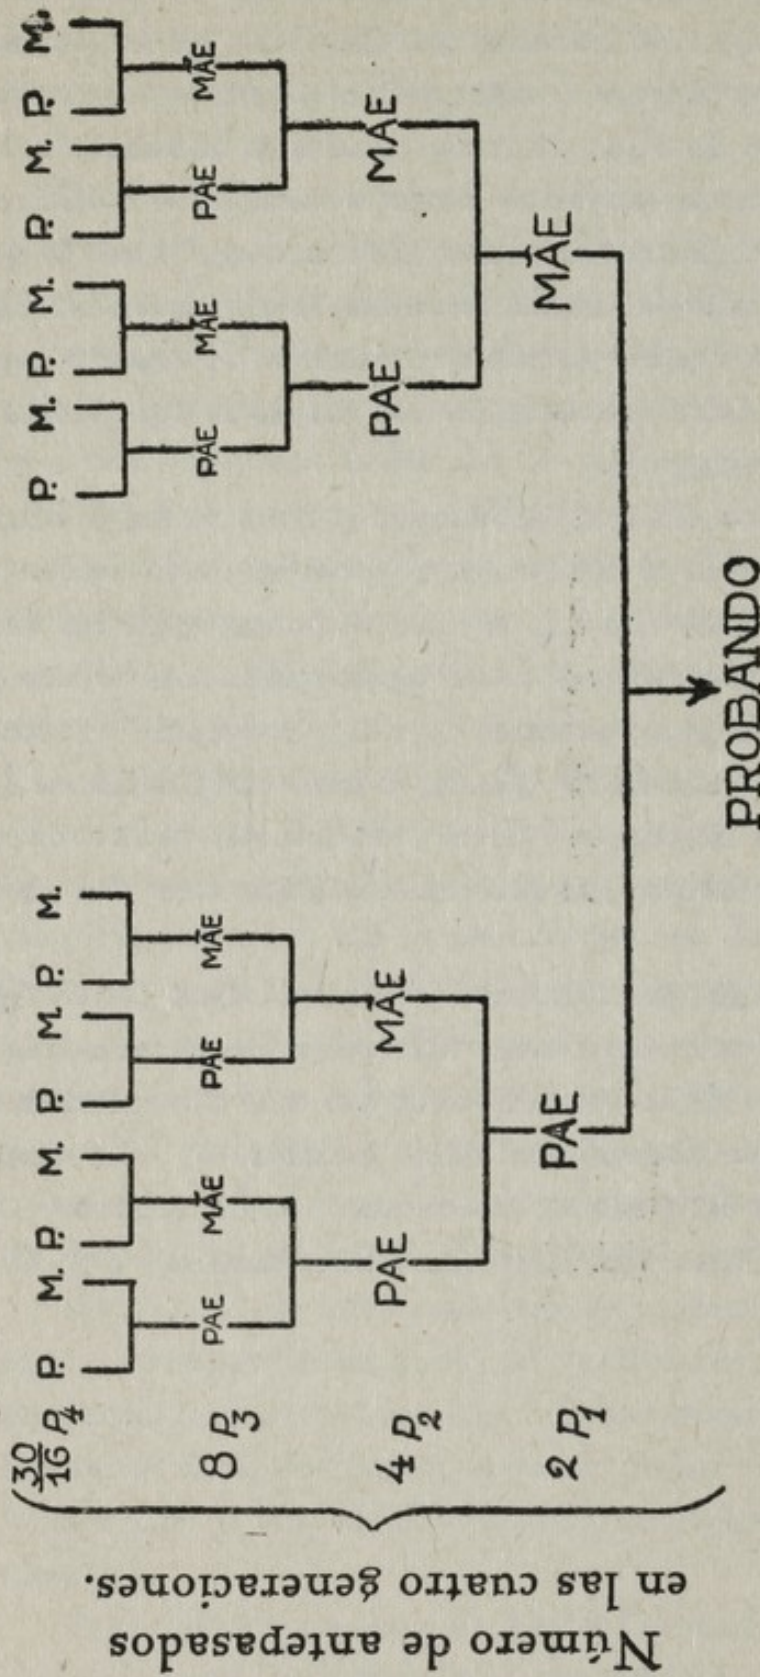 Número de antepasados
en las cuatro generaciones.
30
16 P4 P. M. P. M. P. M. P. M. P. M. P. M. P. M. P. M.
8 P3 PAE MÃE PAE MÃE PAE MÃE PAE MÃE
4 P2 PAE MÃE PAE MÃE
2 P1 PAE MÃE
PROBANDO